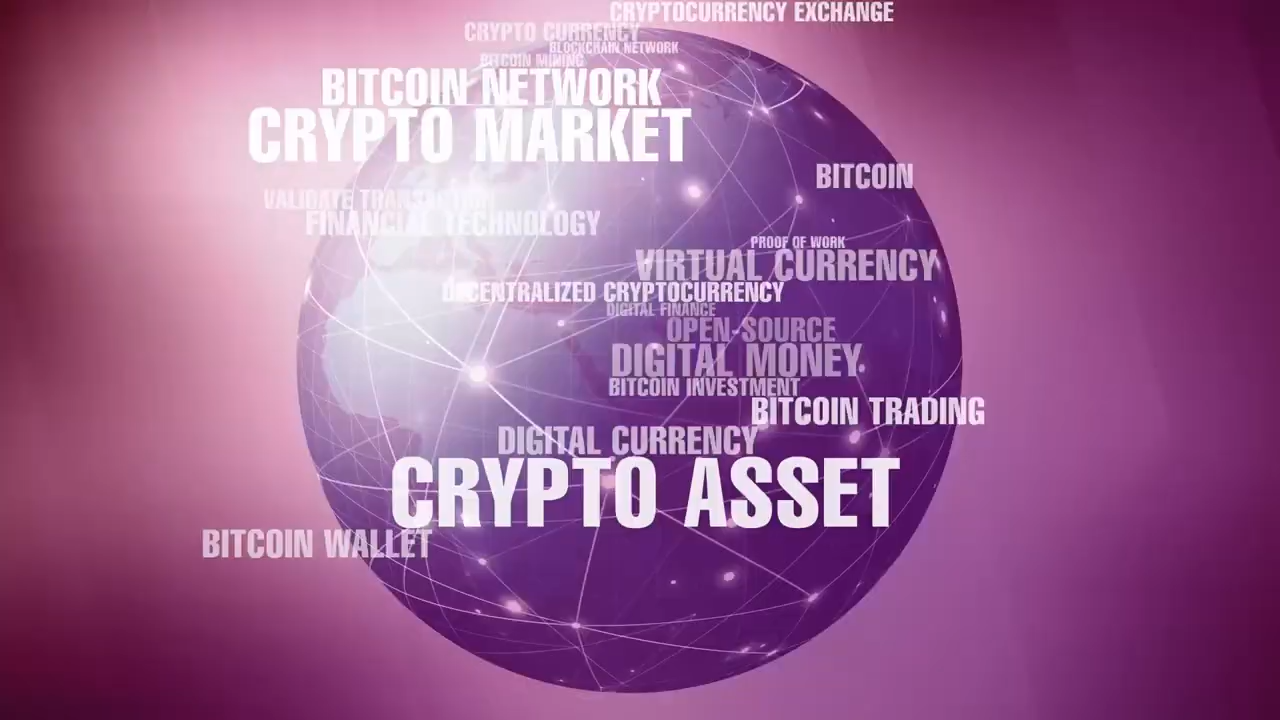 CRYPTOCURRENCY EXCHANGE
CRYPTO CURRENCY
BLOCKCHAIN NETWORK
BITCOIN MINING
BITCOIN NETWORK
CRYPTO MARKET
BITCOIN
VALIDATE TRANSACTION
FINANCIAL TECHNOLOGY
PROOF OF WORK
VIRTUAL CURRENCY
DECENTRALIZED CRYPTOCURRENCY
DIGITAL FINANCE
OPEN-SOURCE
DIGITAL MONEY
BITCOIN INVESTMENT
BITCOIN TRADING
DIGITAL CURRENCY
CRYPTO ASSET
BITCOIN WALLET